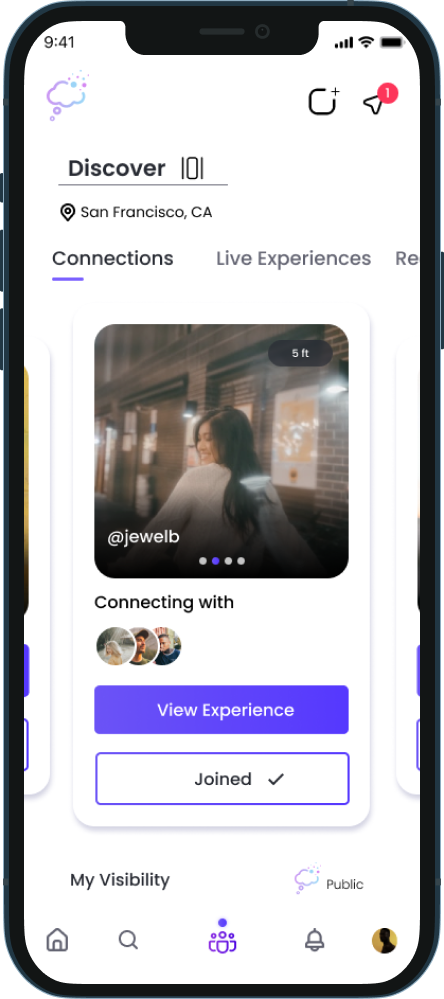 9:41
1
Discover
San Francisco, CA
Connections Live Experiences Re
5 ft
@jewelb
Connecting with
View Experience
Joined
My Visibility Public